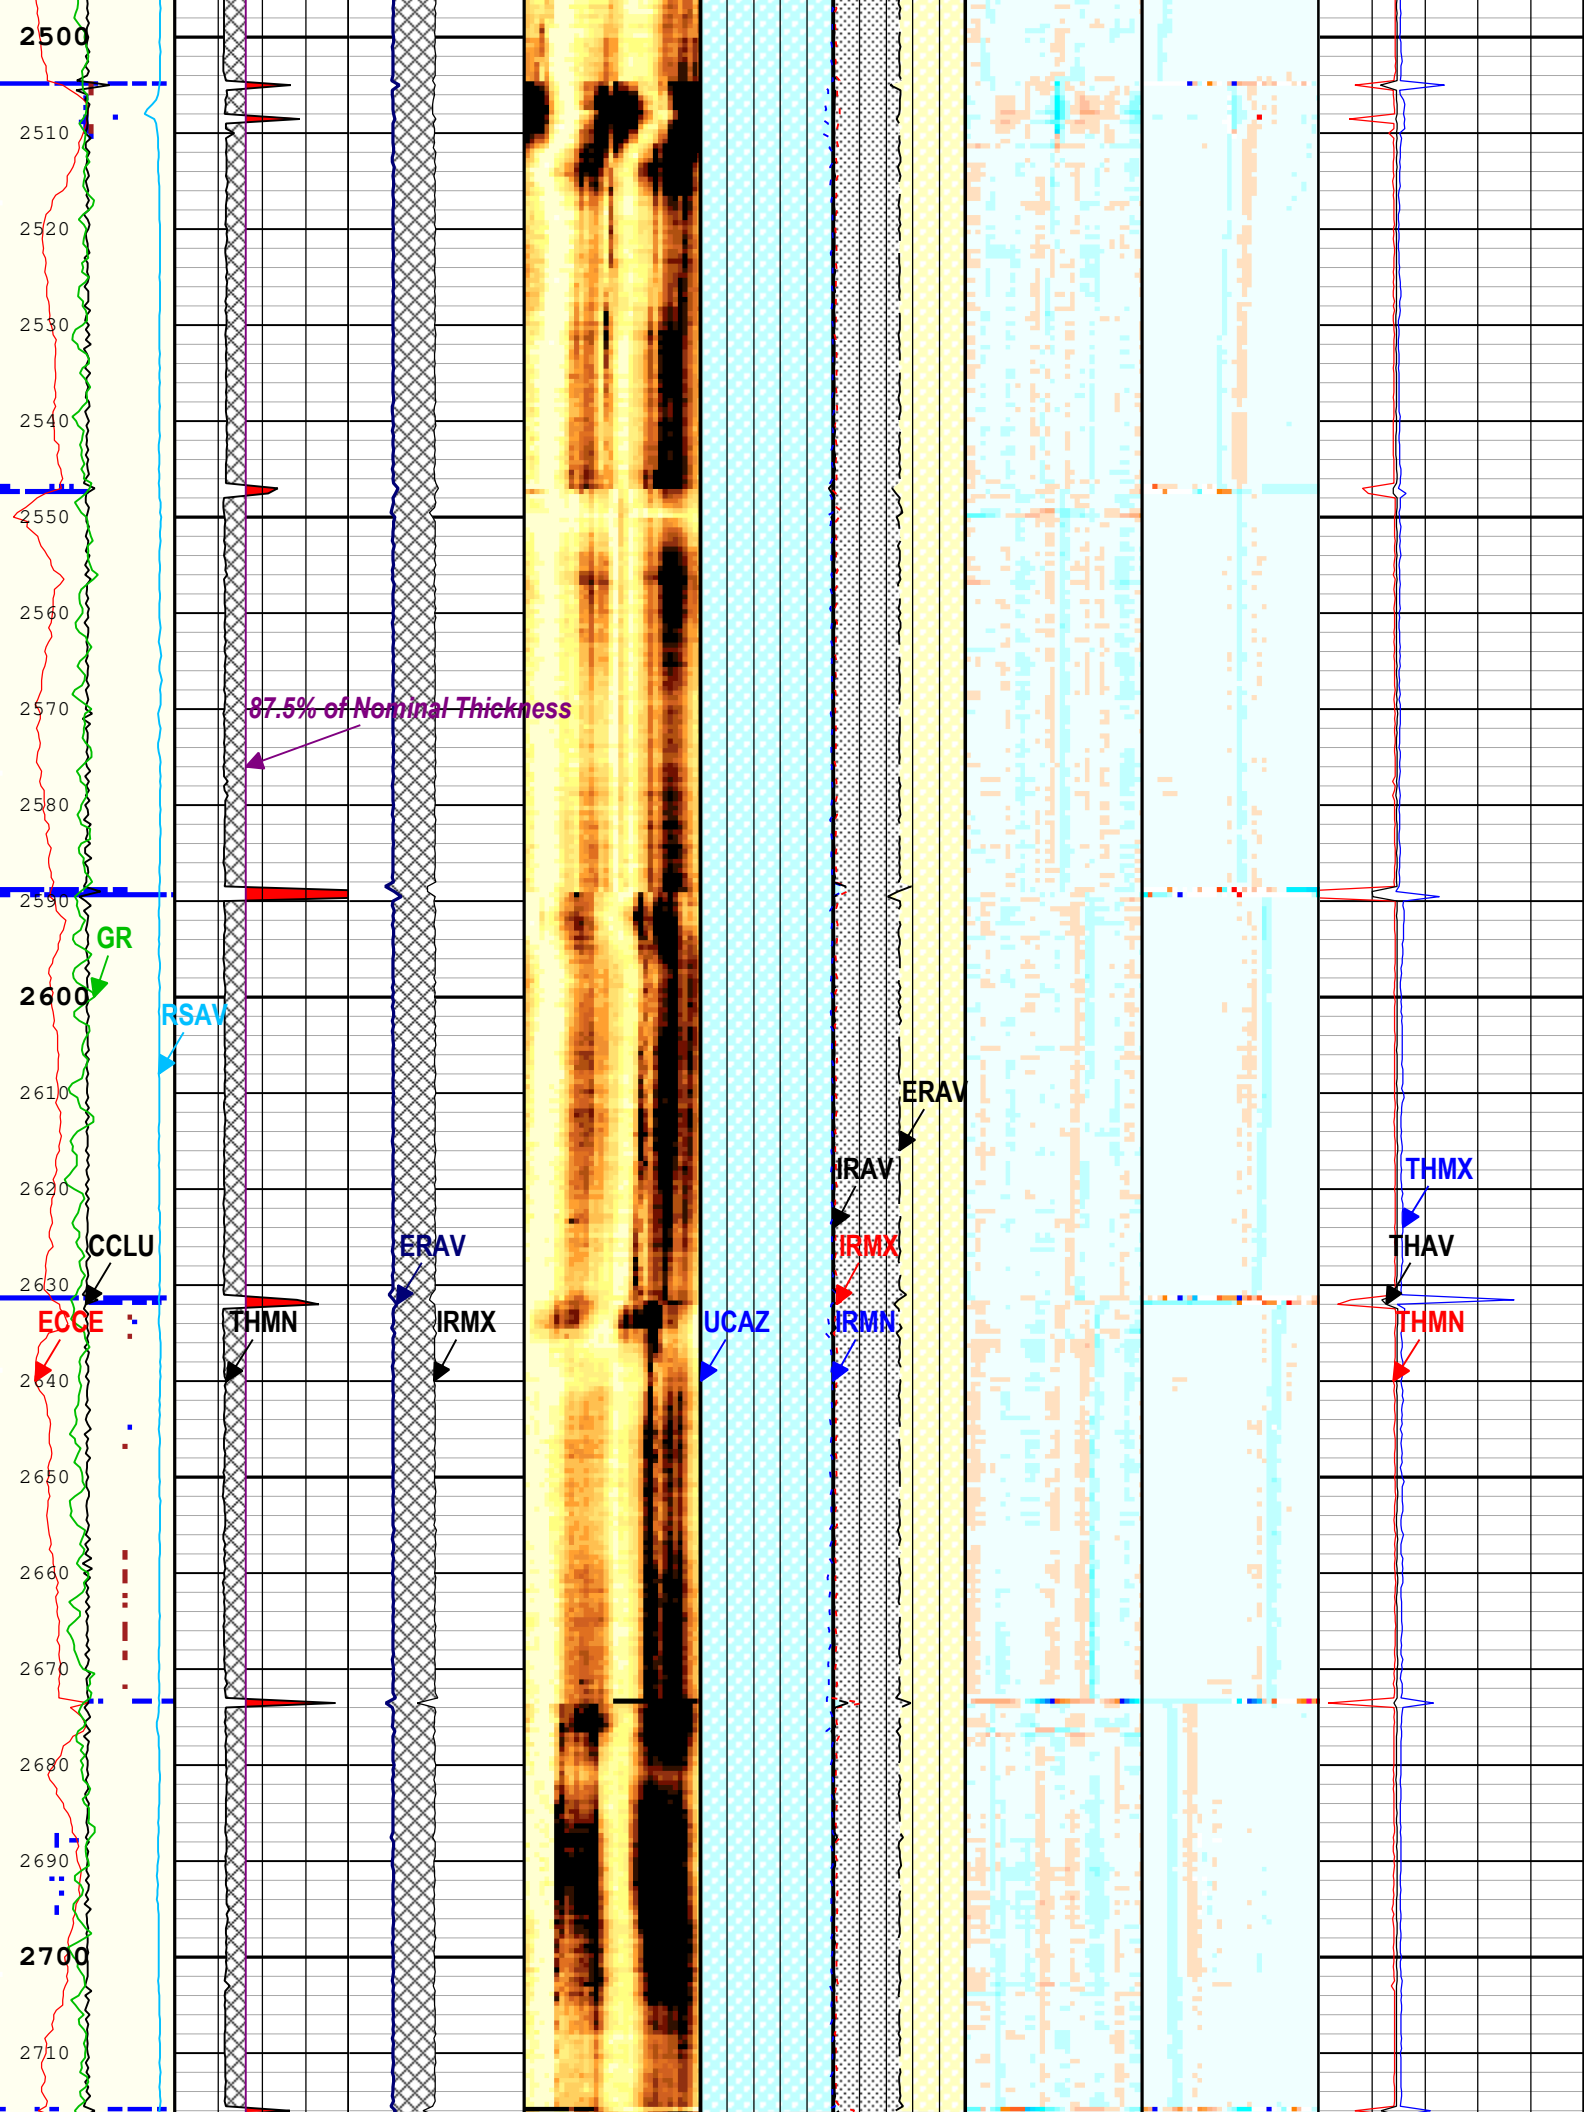 2500
2510
2520
2530
2540
2550
2560
2570
87.5% of Nominal Thickness
2580
2590
GR
2600
RSAV
2610
ERAV
IRAV
THMX
2620
CCLU
ERAV
IRMX
THAV
2630
ECCE
THMN
IRMX
UCAZ
IRMN
THMN
2640
2650
2660
2670
2680
2690
2700
2710